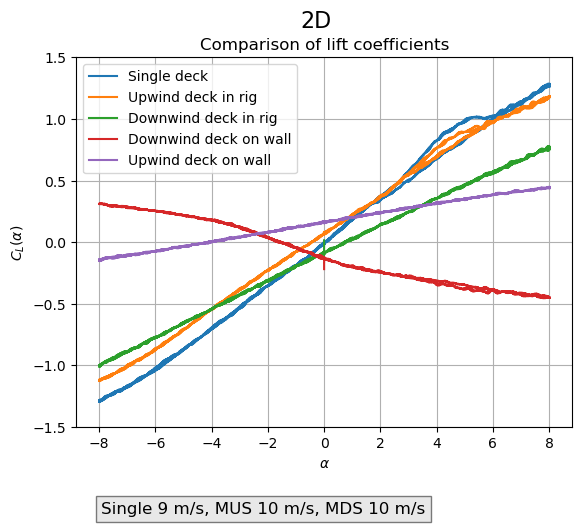 2D
Comparison of lift coefficients
Single deck
Upwind deck in rig
Downwind deck in rig
Downwind deck on wall
Upwind deck on wall
1.5
1.0
0.5
0.0
−0.5
−1.0
−1.5
C_L(α)
−8 −6 −4 −2 0 2 4 6 8
α
Single 9 m/s, MUS 10 m/s, MDS 10 m/s